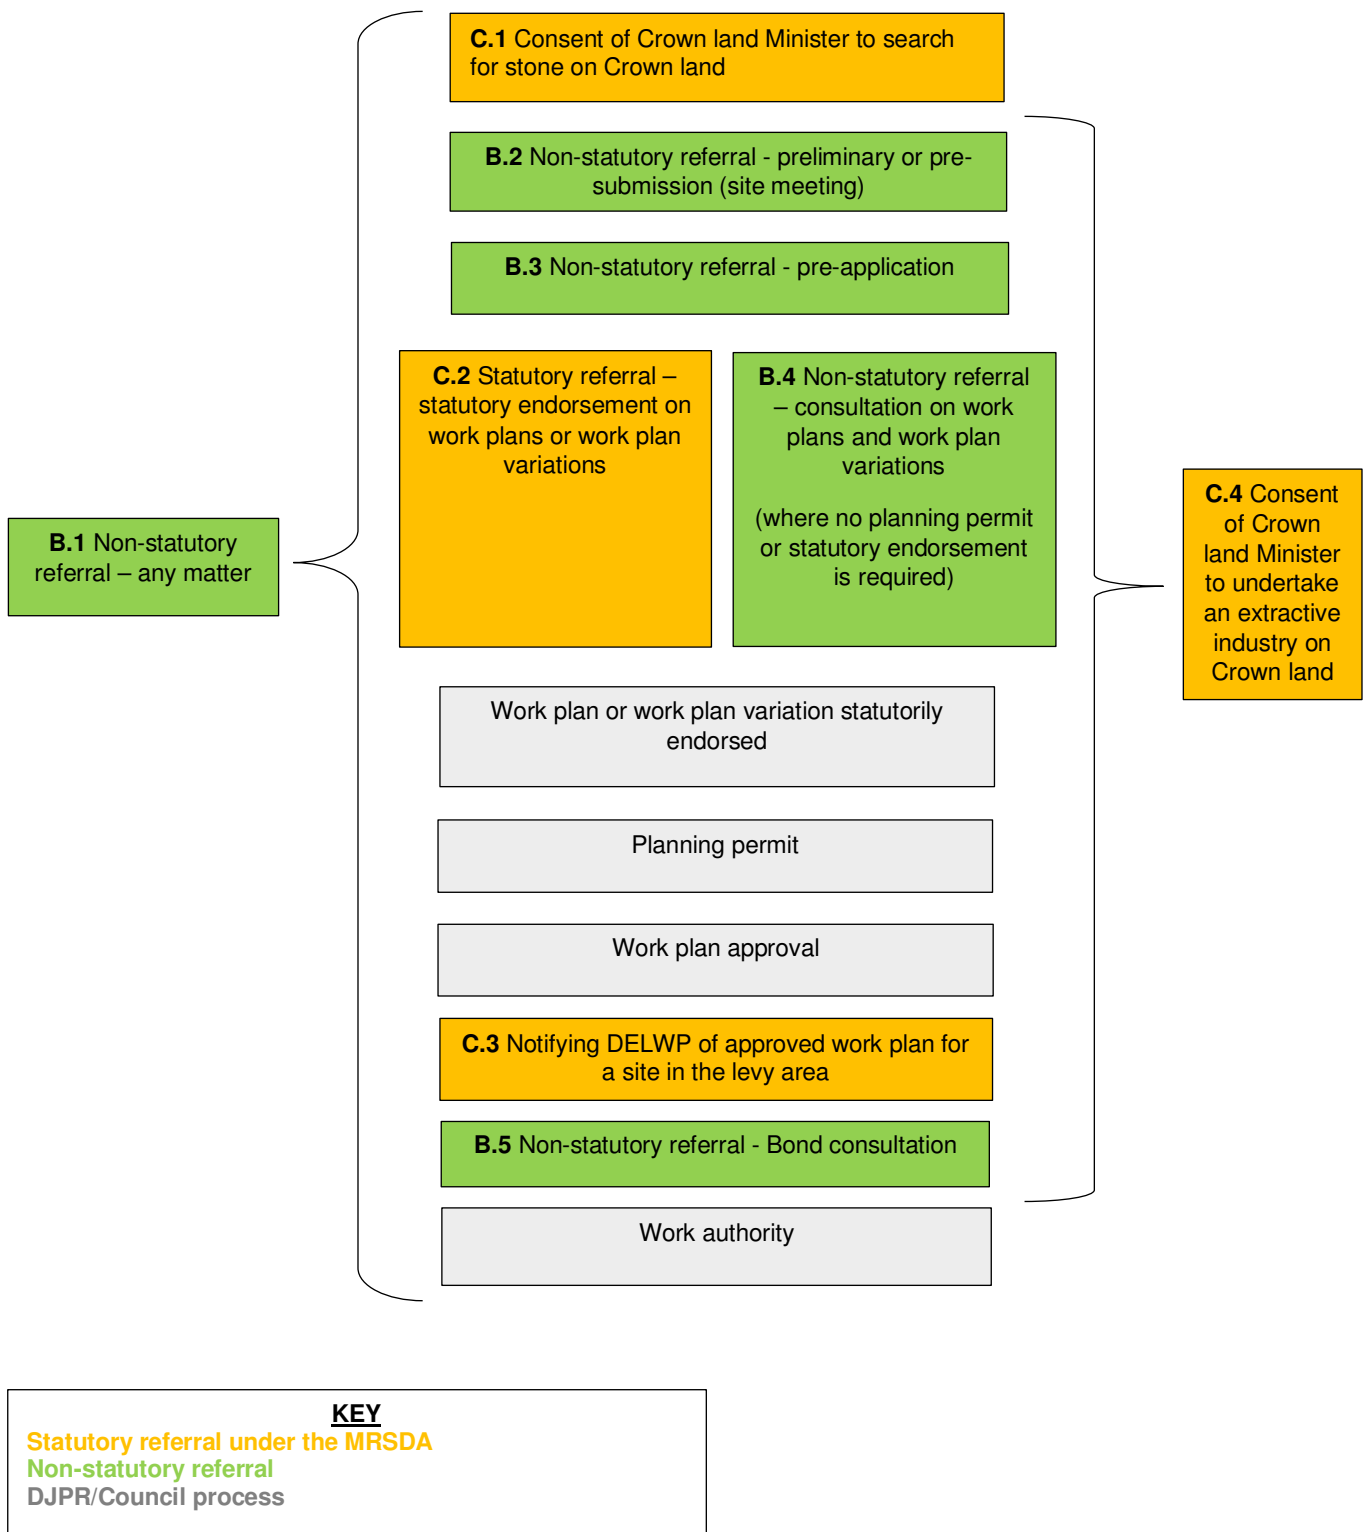 C.1 Consent of Crown land Minister to search
for stone on Crown land
B.2 Non-statutory referral - preliminary or pre-
submission (site meeting)
B.3 Non-statutory referral - pre-application
C.2 Statutory referral –
statutory endorsement on
work plans or work plan
variations
B.4 Non-statutory referral
– consultation on work
plans and work plan
variations
(where no planning permit
or statutory endorsement
is required)
B.1 Non-statutory
referral – any matter
C.4 Consent
of Crown
land Minister
to undertake
an extractive
industry on
Crown land
Work plan or work plan variation statutorily
endorsed
Planning permit
Work plan approval
C.3 Notifying DELWP of approved work plan for
a site in the levy area
B.5 Non-statutory referral - Bond consultation
Work authority
KEY
Statutory referral under the MRSDA
Non-statutory referral
DJPR/Council process